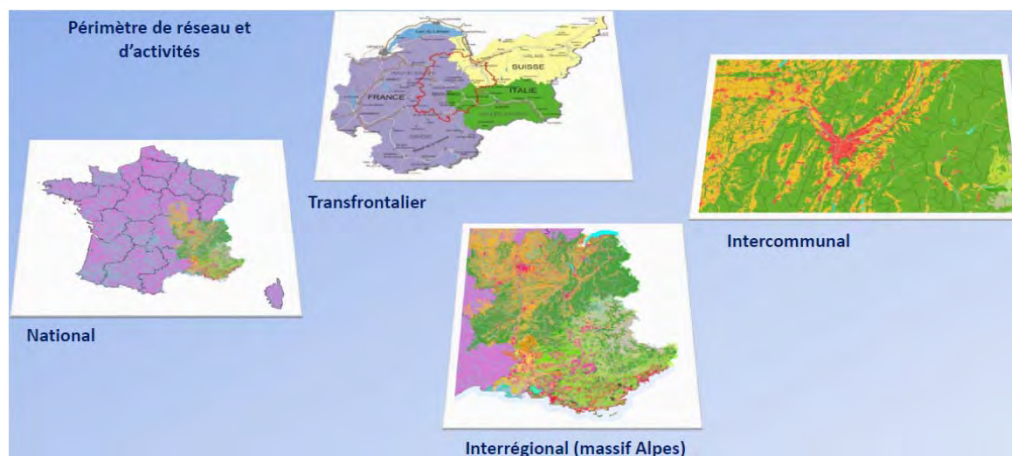 Périmètre de réseau et
d'activités
SUISSE
FRANCE
ITALIE
Transfrontalier
Intercommunal
National
Interrégional (massif Alpes)